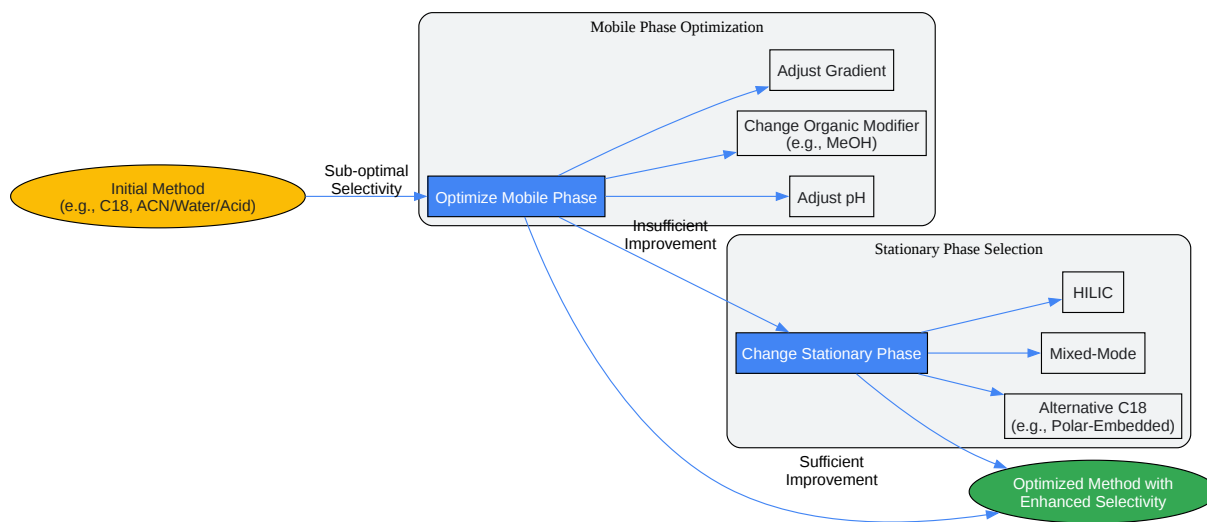 Mobile Phase Optimization
Adjust Gradient
Change Organic Modifier
(e.g., MeOH)
Sub-optimal
Selectivity
Initial Method
(e.g., C18, ACN/Water/Acid)
Optimize Mobile Phase
Adjust pH
Insufficient
Improvement
Stationary Phase Selection
HILIC
Change Stationary Phase
Mixed-Mode
Alternative C18
(e.g., Polar-Embedded)
Sufficient
Improvement
Optimized Method with
Enhanced Selectivity